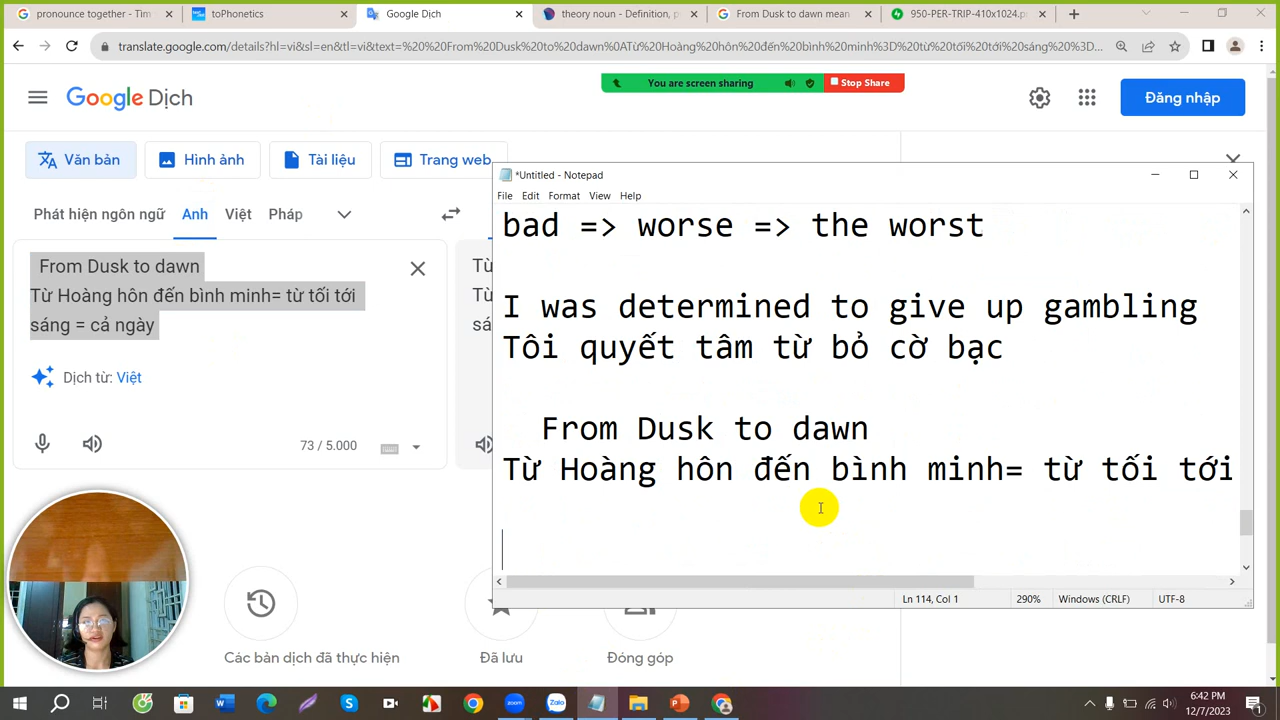 pronounce together - Tìm
toPhonetics
Google Dịch
theory noun - Definition, p
From Dusk to dawn mean
950-PER-TRIP-410x1024.p
translate.google.com/details?hl=vi&sl=en&tl=vi&text=%20%20From%20Dusk%20to%20dawn%0ATừ%20Hoàng%20hôn%20đến%20bình%20minh%3D%20từ%20tối%20tới%20sáng%20%3D...
You are screen sharing
Stop Share
Google Dịch
Đăng nhập
Văn bản
Hình ảnh
Tài liệu
Trang web
Phát hiện ngôn ngữ
Anh
Việt
Pháp
From Dusk to dawn
Từ Hoàng hôn đến bình minh= từ tối tới
sáng = cả ngày
Từ
Từ
sá
Dịch từ: Việt
73 / 5.000
*Untitled - Notepad
File Edit Format View Help
bad => worse => the worst
I was determined to give up gambling
Tôi quyết tâm từ bỏ cờ bạc
From Dusk to dawn
Từ Hoàng hôn đến bình minh= từ tối tới
Ln 114, Col 1
290%
Windows (CRLF)
UTF-8
Các bản dịch đã thực hiện
Đã lưu
Đóng góp
Zalo
6:42 PM
12/7/2023